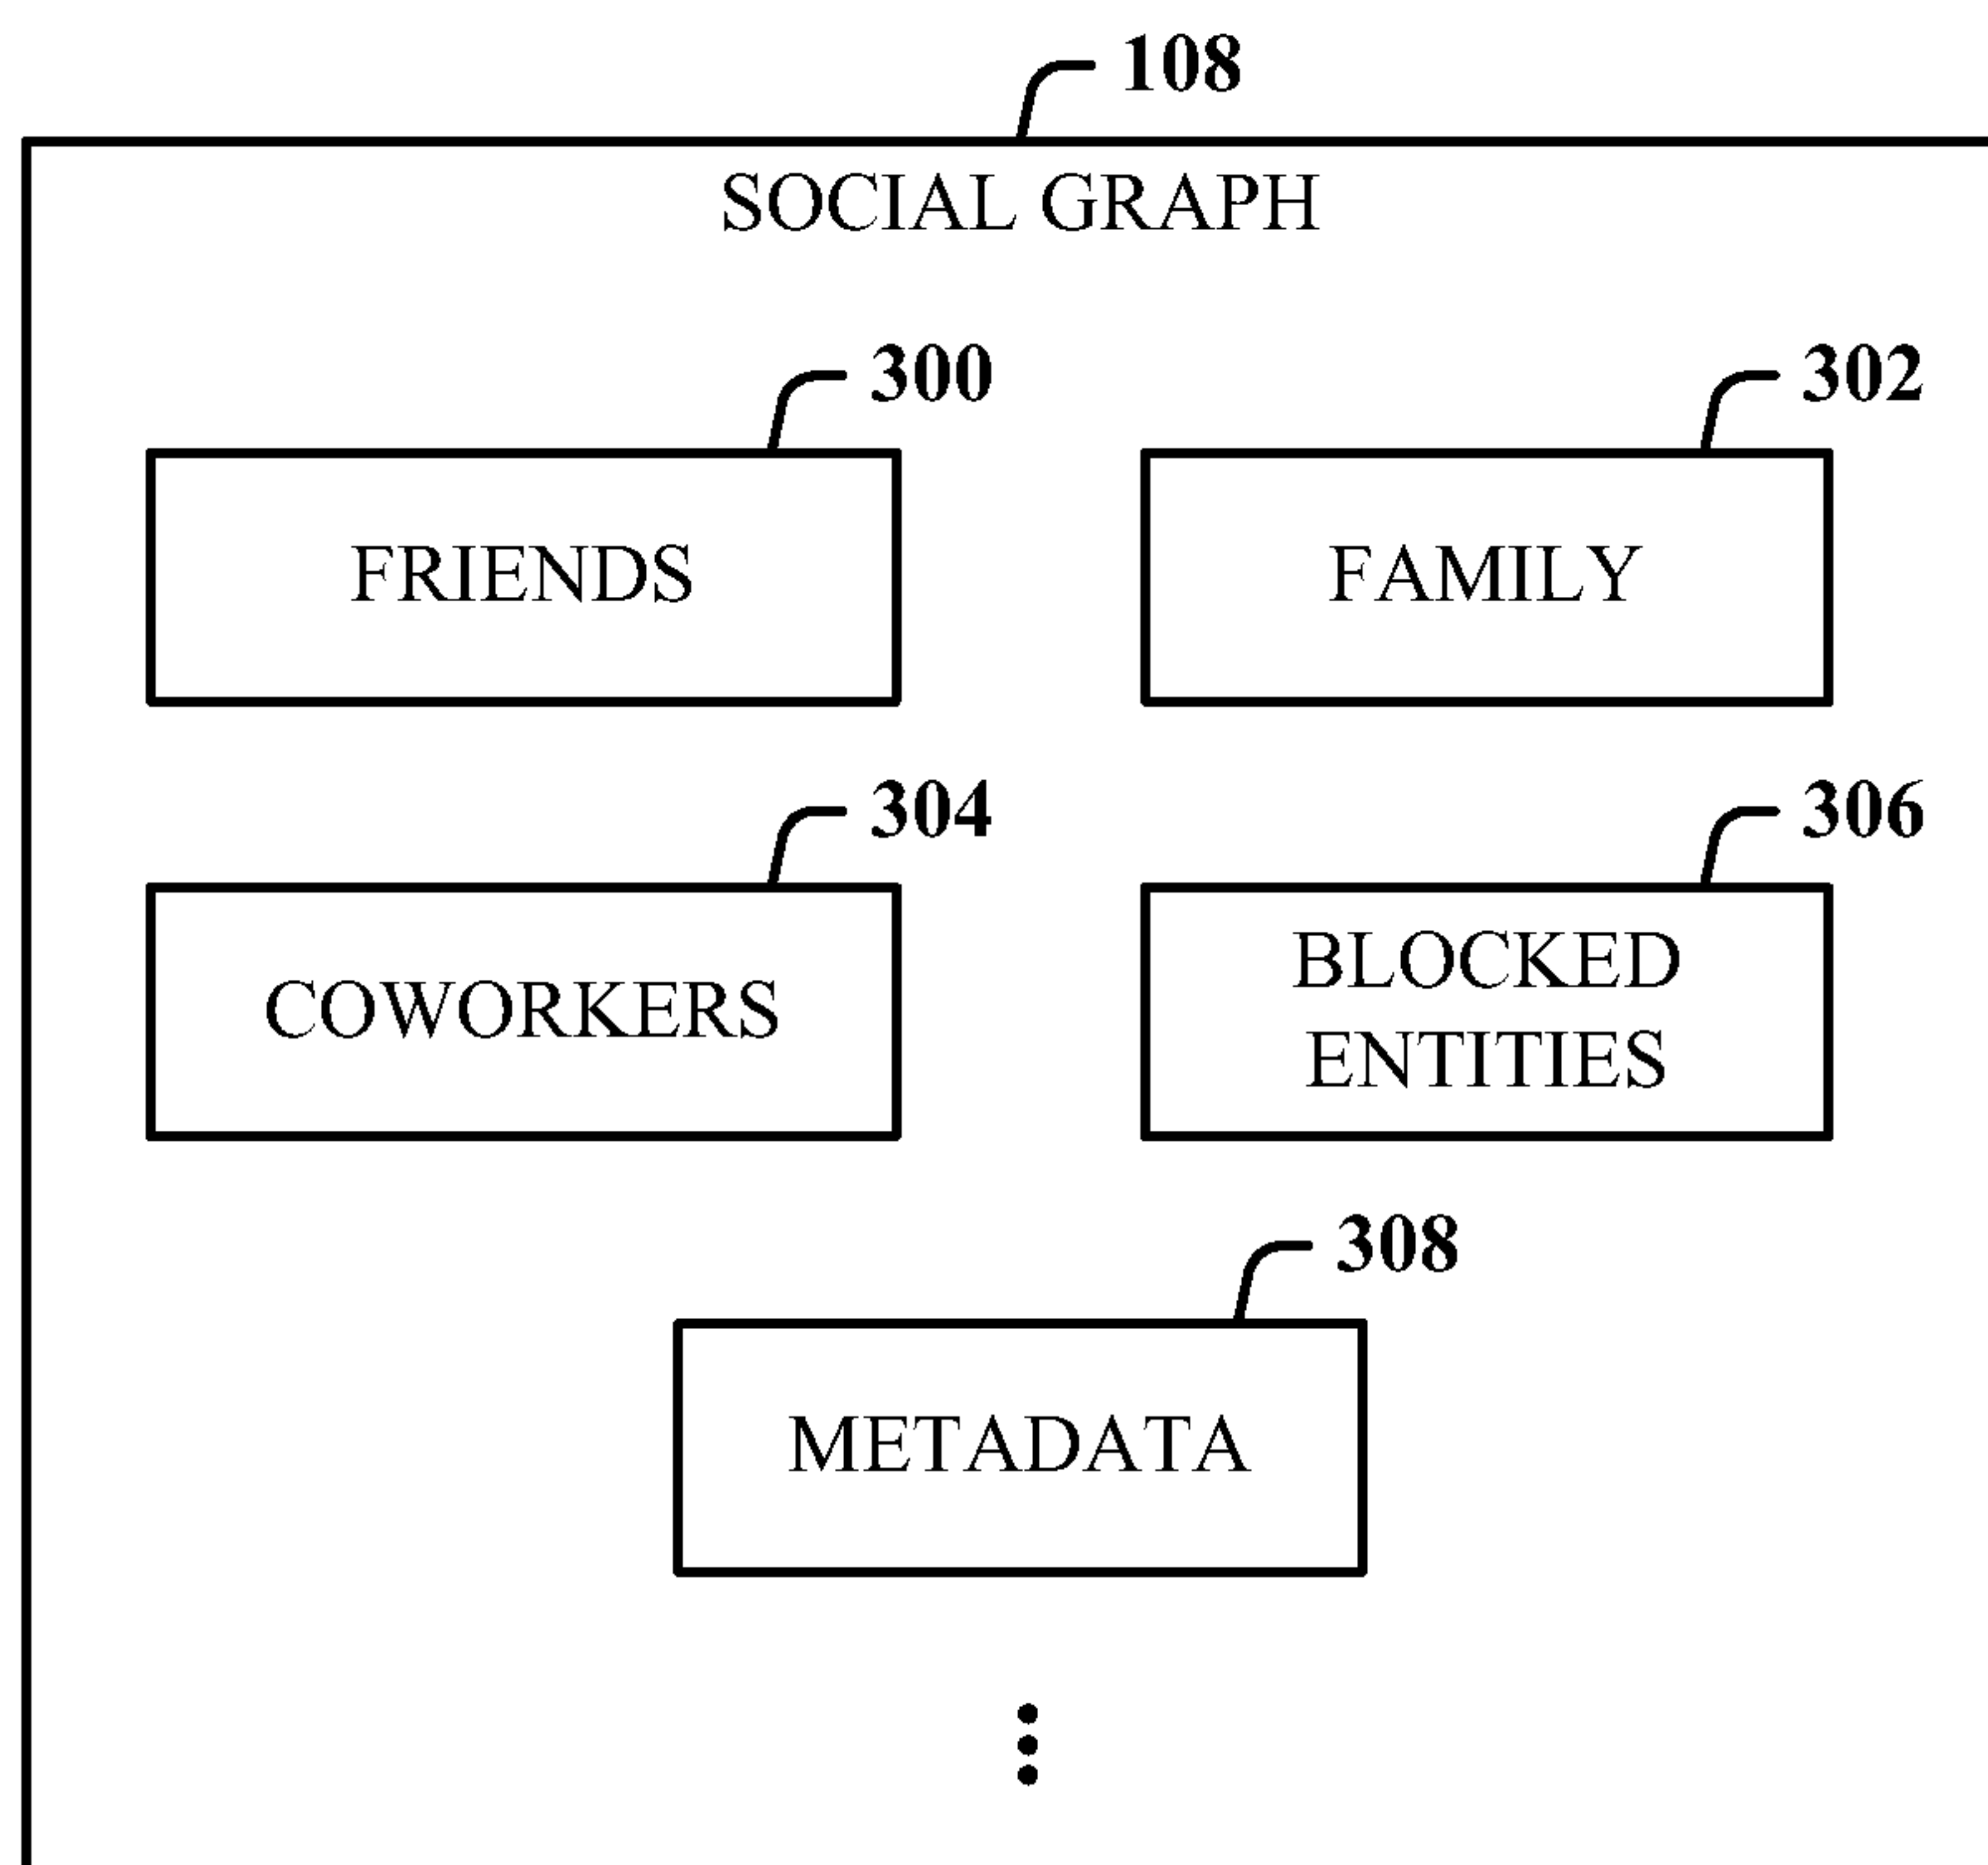 108
SOCIAL GRAPH
300
302
FRIENDS
FAMILY
304
306
COWORKERS
BLOCKED
ENTITIES
308
METADATA